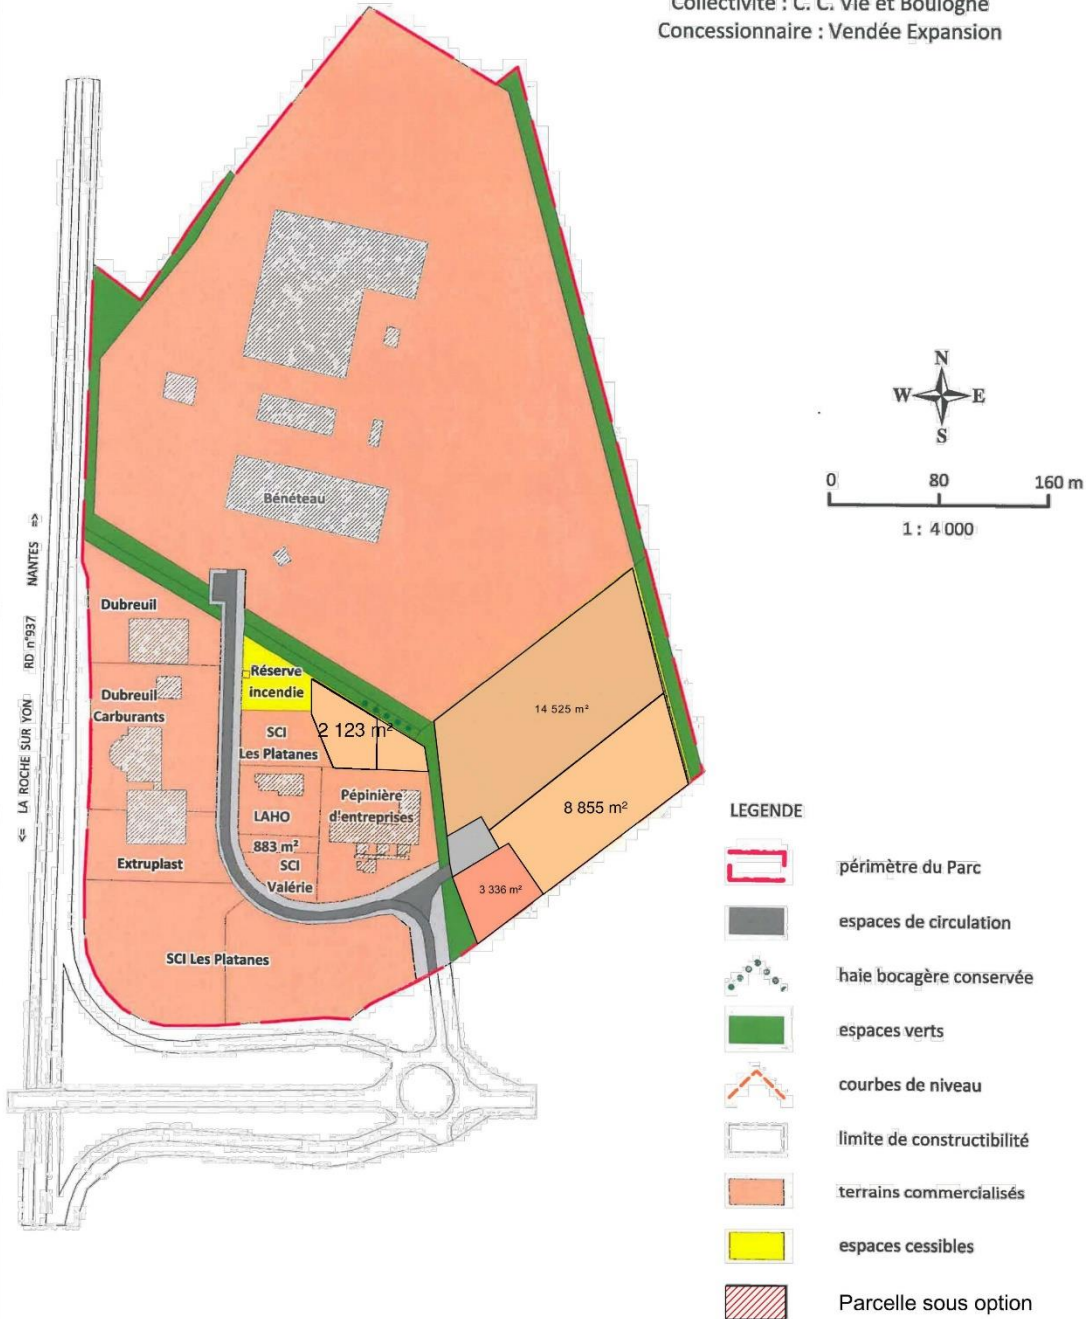 Collectivité : C. C. Vie et Boulogne
Concessionnaire : Vendée Expansion
N
W E
S
0 80 160 m
1 : 4 000
Bénéteau
<= LA ROCHE SUR YON RD n°937 NANTES =>
Dubreuil
Réserve
incendie
Dubreuil
Carburants
SCI
Les Platanes
2 123 m²
14 525 m²
8 855 m²
LAHO
Pépinière
d'entreprises
883 m²
SCI
Valérie
Extruplast
3 336 m²
SCI Les Platanes
LEGENDE
périmètre du Parc
espaces de circulation
haie bocagère conservée
espaces verts
courbes de niveau
limite de constructibilité
terrains commercialisés
espaces cessibles
Parcelle sous option